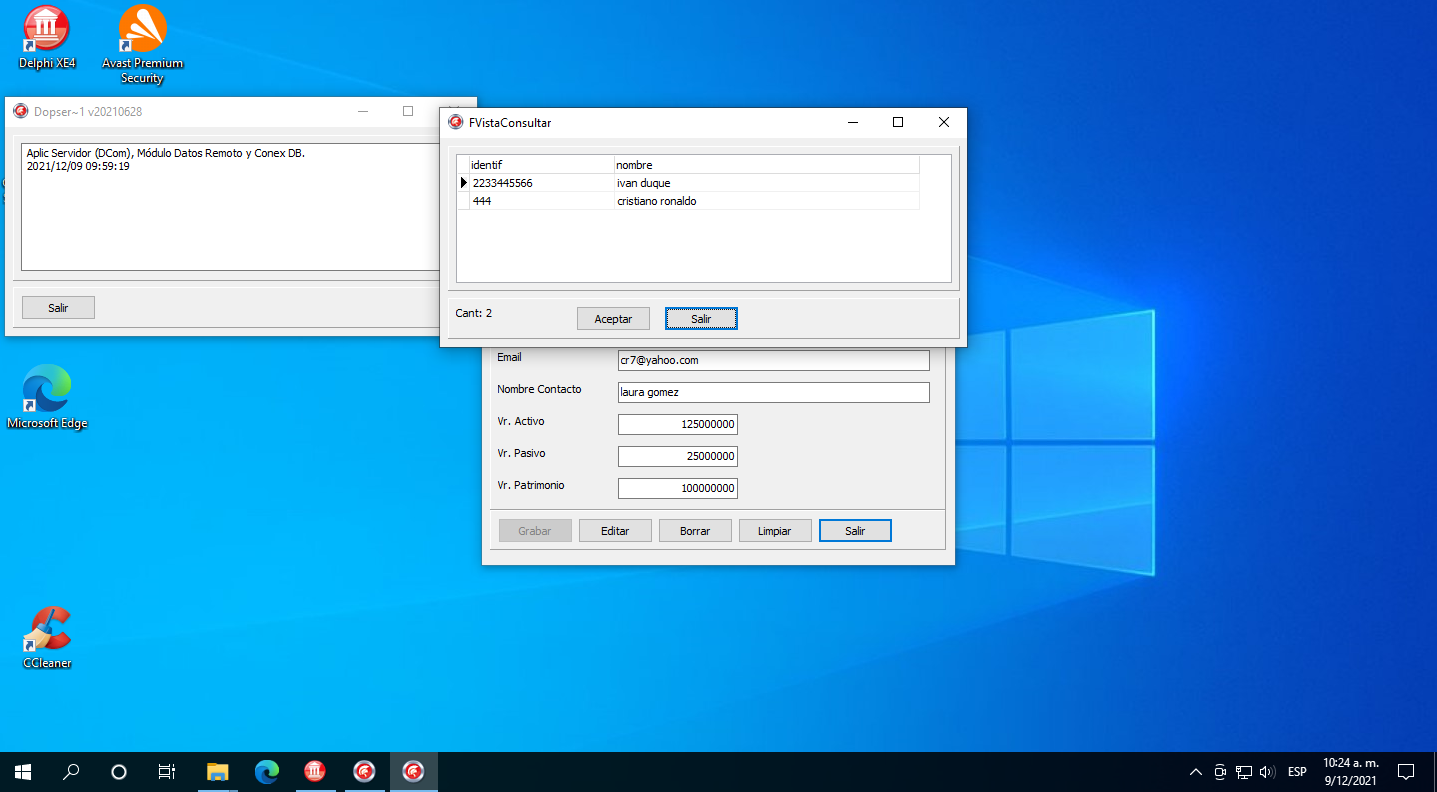 Delphi XE4
Avast Premium
Security
Dopser~1 v20210628
Aplic Servidor (DCom), Módulo Datos Remoto y Conex DB.
2021/12/09 09:59:19
Salir
FVistaConsultar
identif nombre
2233445566 ivan duque
444 cristiano ronaldo
Cant: 2
Aceptar
Salir
Email cr7@yahoo.com
Nombre Contacto laura gomez
Vr. Activo 125000000
Vr. Pasivo 25000000
Vr. Patrimonio 100000000
Grabar Editar Borrar Limpiar Salir
Microsoft Edge
CCleaner
ESP
10:24 a. m.
9/12/2021